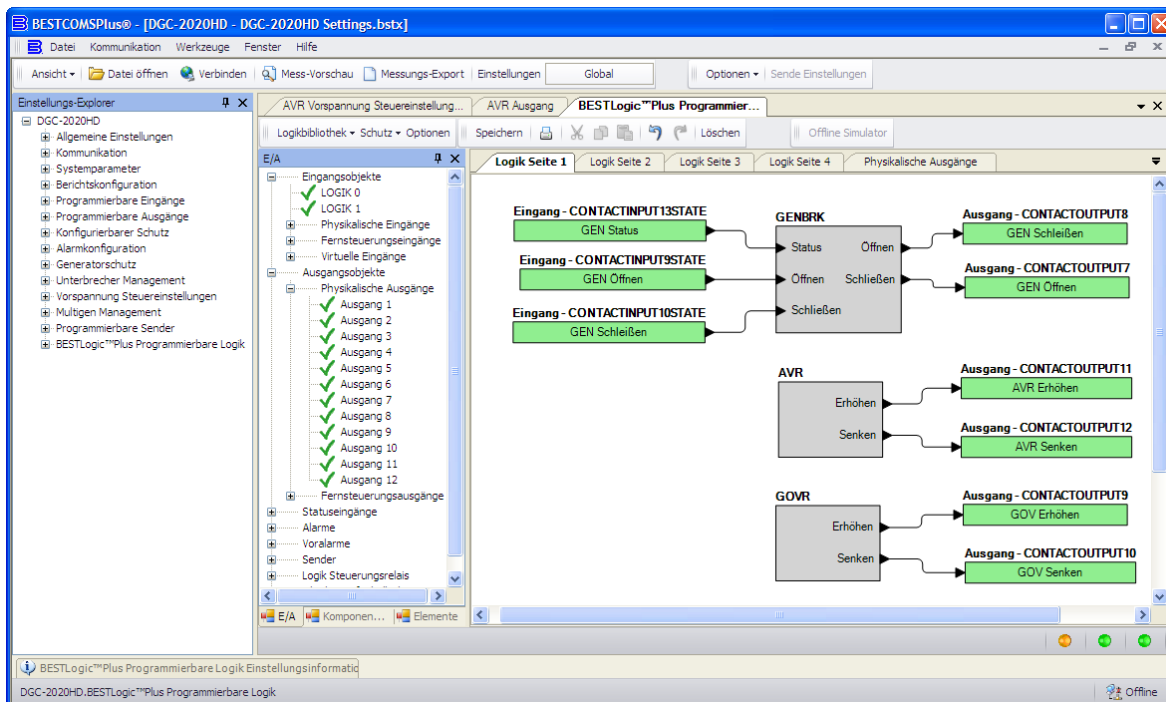 BESTCOMSPlus® - [DGC-2020HD - DGC-2020HD Settings.bstx]
Datei Kommunikation Werkzeuge Fenster Hilfe
Ansicht Datei öffnen Verbinden Mess-Vorschau Messungs-Export Einstellungen Global Optionen Sende Einstellungen
Einstellungs-Explorer
DGC-2020HD
Allgemeine Einstellungen
Kommunikation
Systemparameter
Berichtskonfiguration
Programmierbare Eingänge
Programmierbare Ausgänge
Konfigurierbarer Schutz
Alarmkonfiguration
Generatorschutz
Unterbrecher Management
Vorspannung Steuereinstellungen
Multigen Management
Programmierbare Sender
BESTLogic™Plus Programmierbare Logik
AVR Vorspannung Steuereinstellung... AVR Ausgang BESTLogic™Plus Programmier...
Logikbibliothek Schutz Optionen Speichern Löschen Offline Simulator
E/A
Eingangsobjekte
LOGIK 0
LOGIK 1
Physikalische Eingänge
Fernsteuerungseingänge
Virtuelle Eingänge
Ausgangsobjekte
Physikalische Ausgänge
Ausgang 1
Ausgang 2
Ausgang 3
Ausgang 4
Ausgang 5
Ausgang 6
Ausgang 7
Ausgang 8
Ausgang 9
Ausgang 10
Ausgang 11
Ausgang 12
Fernsteuerungsausgänge
Statuseingänge
Alarme
Voralarme
Sender
Logik Steuerungsrelais
E/A Komponen... Elemente
Logik Seite 1 Logik Seite 2 Logik Seite 3 Logik Seite 4 Physikalische Ausgänge
Eingang - CONTACTINPUT13STATE
GEN Status
Eingang - CONTACTINPUT9STATE
GEN Öffnen
Eingang - CONTACTINPUT10STATE
GEN Schleißen
GENBRK
Status Öffnen
Öffnen Schließen
Schließen
Ausgang - CONTACTOUTPUT8
GEN Schleißen
Ausgang - CONTACTOUTPUT7
GEN Öffnen
AVR
Erhöhen
Senken
Ausgang - CONTACTOUTPUT11
AVR Erhöhen
Ausgang - CONTACTOUTPUT12
AVR Senken
GOVR
Erhöhen
Senken
Ausgang - CONTACTOUTPUT9
GOV Erhöhen
Ausgang - CONTACTOUTPUT10
GOV Senken
BESTLogic™Plus Programmierbare Logik Einstellungsinformatio
DGC-2020HD.BESTLogic™Plus Programmierbare Logik
Offline